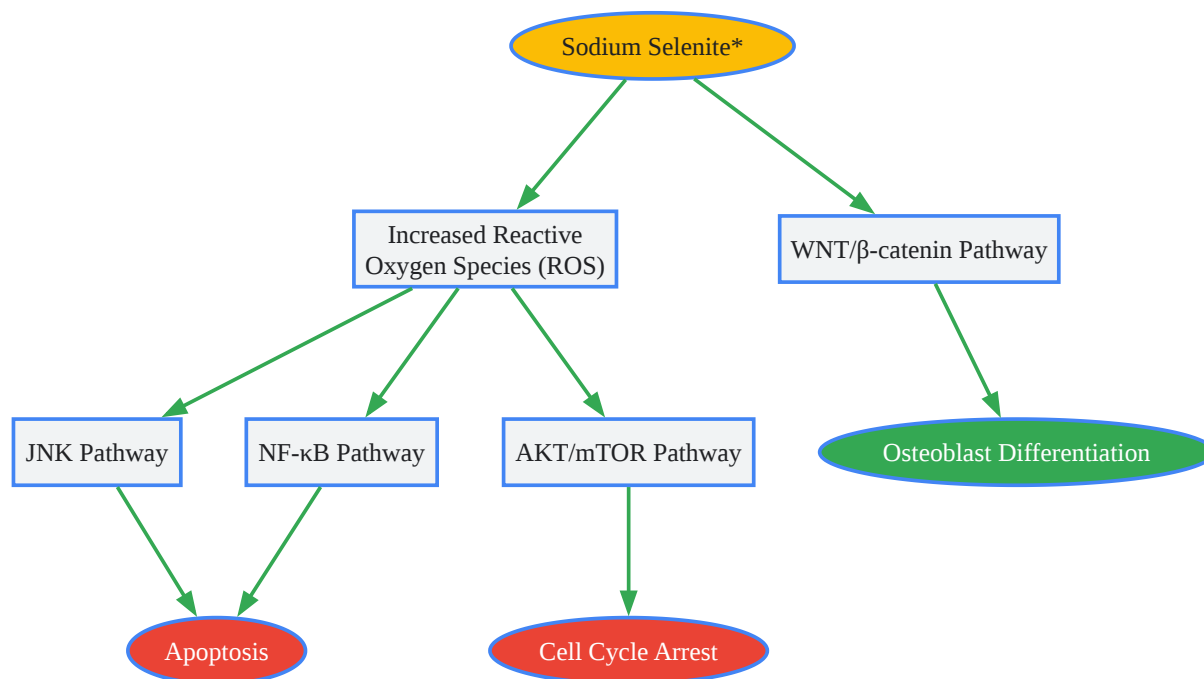 Sodium Selenite*
Increased Reactive
Oxygen Species (ROS)
WNT/β-catenin Pathway
JNK Pathway
NF-κB Pathway
AKT/mTOR Pathway
Osteoblast Differentiation
Apoptosis
Cell Cycle Arrest